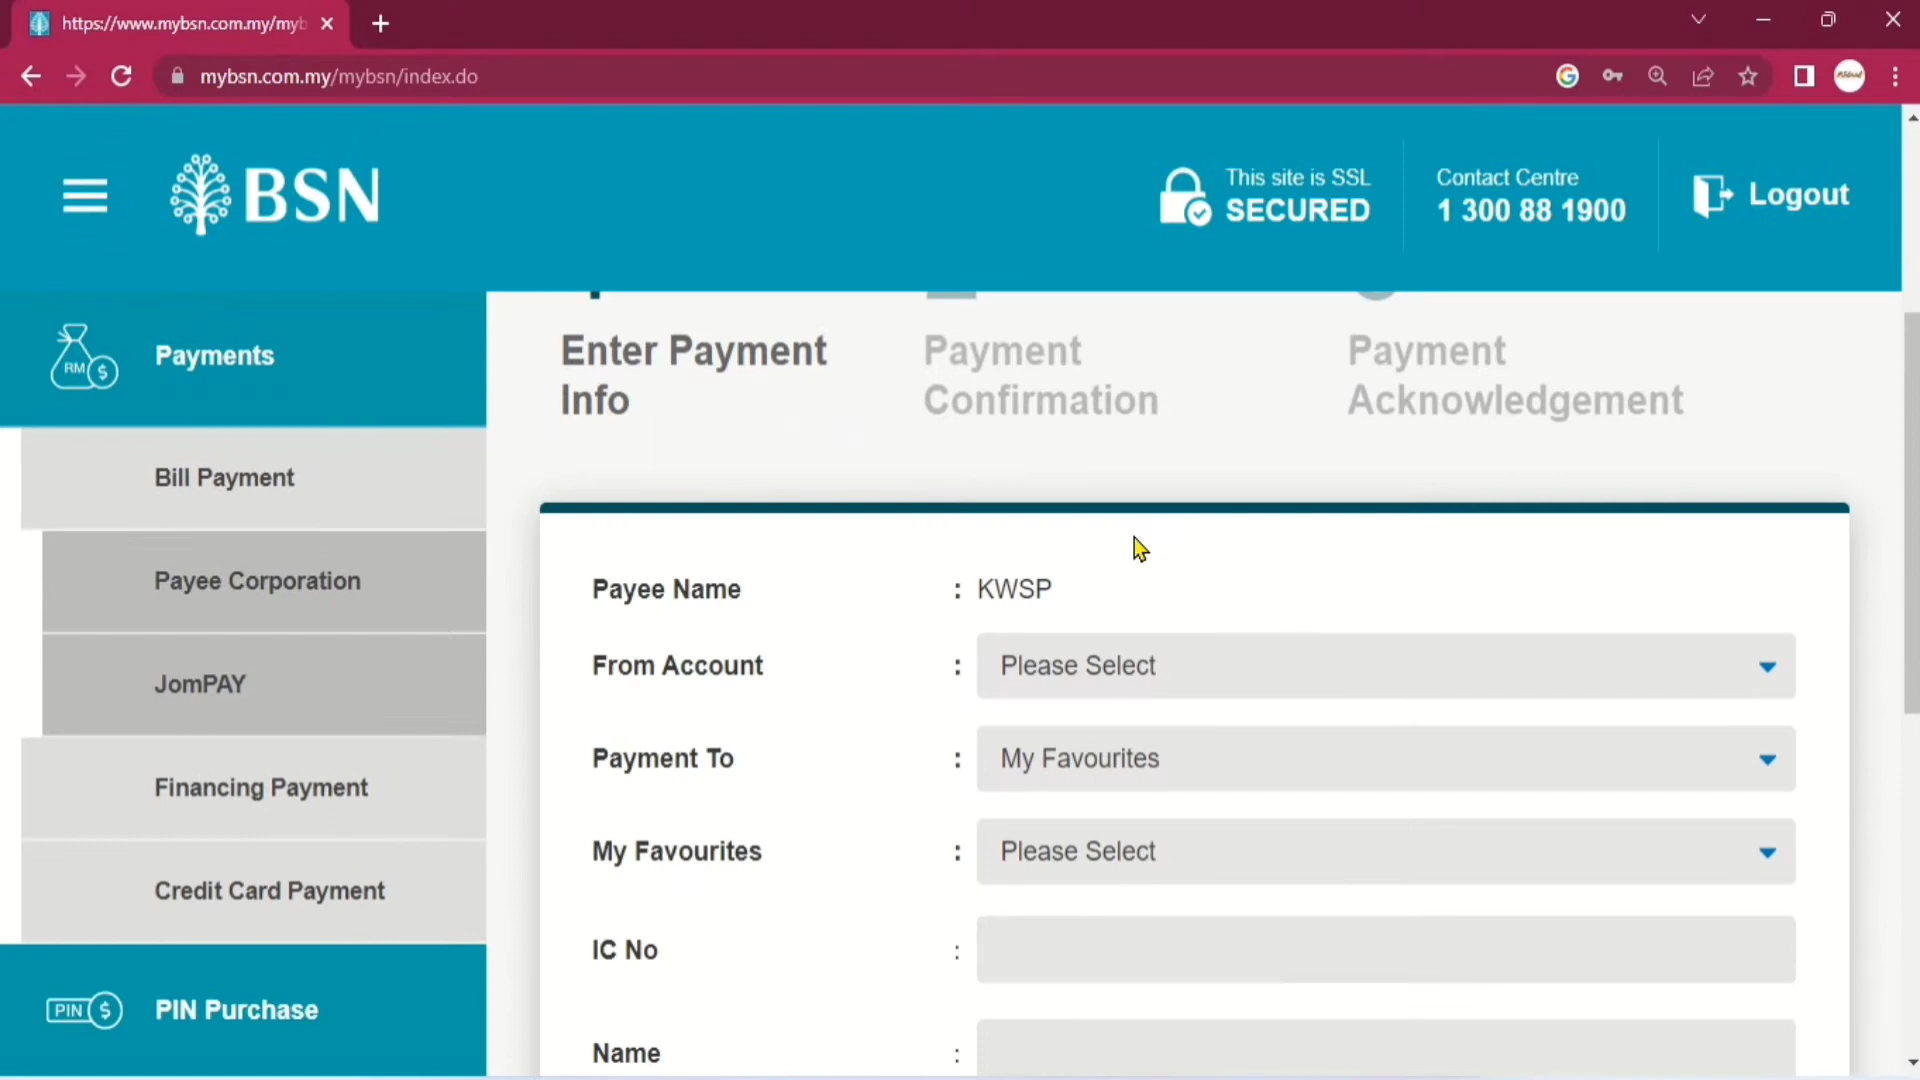 https://www.mybsn.com.my/myb
mybsn.com.my/mybsn/index.do
BSN
This site is SSL
SECURED
Contact Centre
1 300 88 1900
Logout
RM $
Payments
Bill Payment
Payee Corporation
JomPAY
Financing Payment
Credit Card Payment
PIN $
PIN Purchase
Enter Payment
Info
Payment
Confirmation
Payment
Acknowledgement
Payee Name : KWSP
From Account : Please Select
Payment To : My Favourites
My Favourites : Please Select
IC No :
Name :